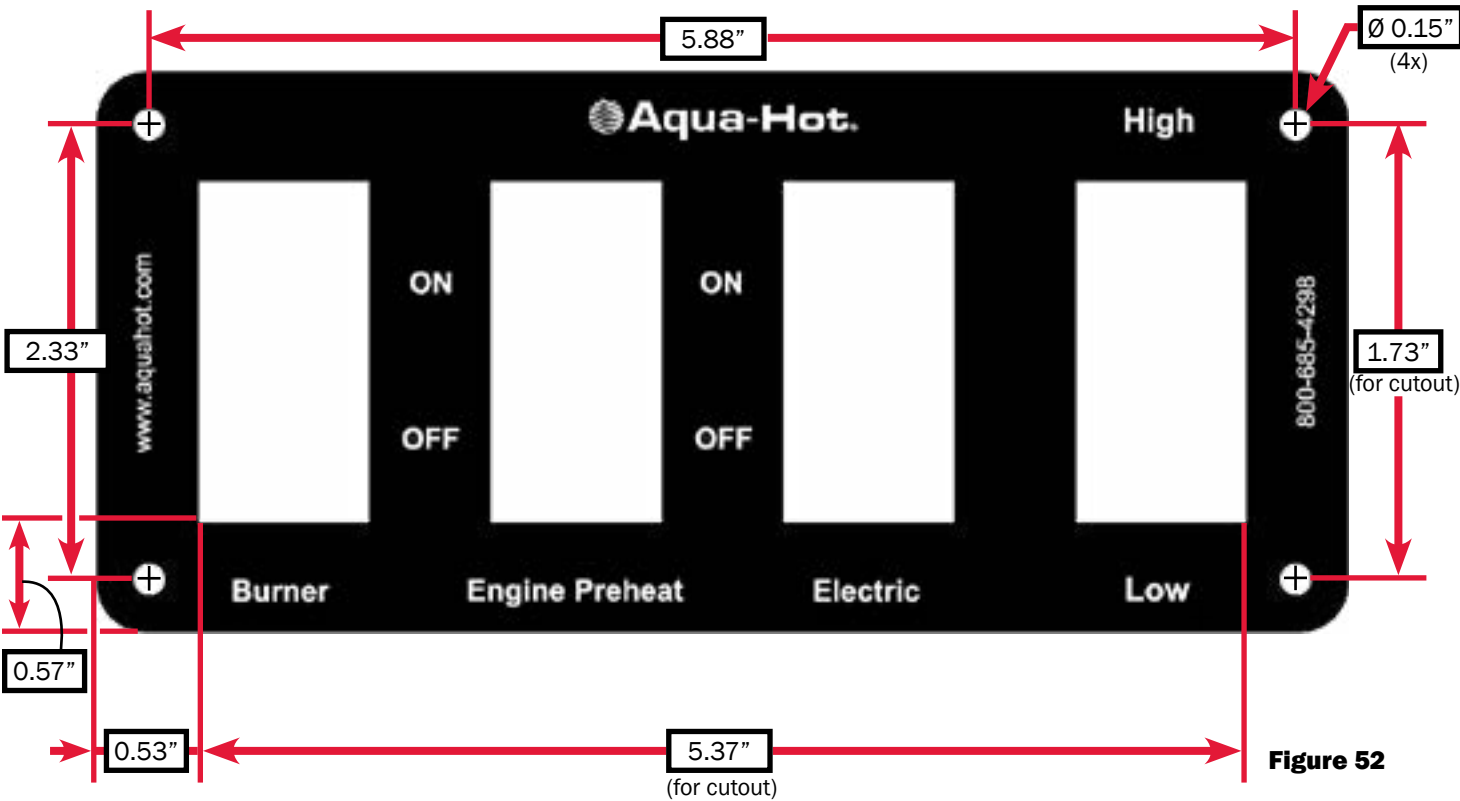 5.88”
Ø 0.15”
(4x)
Aqua-Hot.
High
www.aquahot.com
ON
ON
800-685-4298
2.33”
1.73”
(for cutout)
OFF
OFF
Burner
Engine Preheat
Electric
Low
0.57”
0.53”
5.37”
(for cutout)
Figure 52